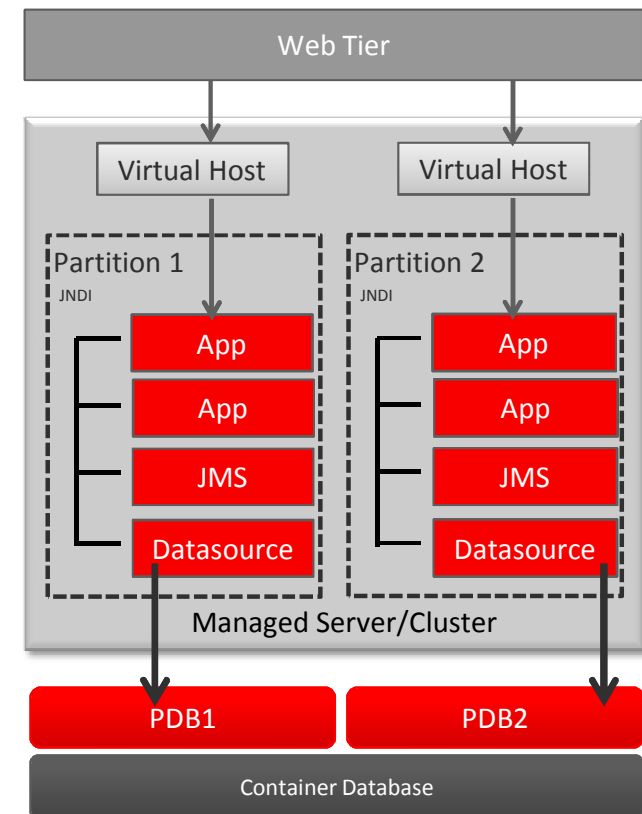 Web Tier
Virtual Host
Virtual Host
Partition 1
JNDI
App
App
JMS
Datasource
Partition 2
JNDI
App
App
JMS
Datasource
Managed Server/Cluster
PDB1
PDB2
Container Database